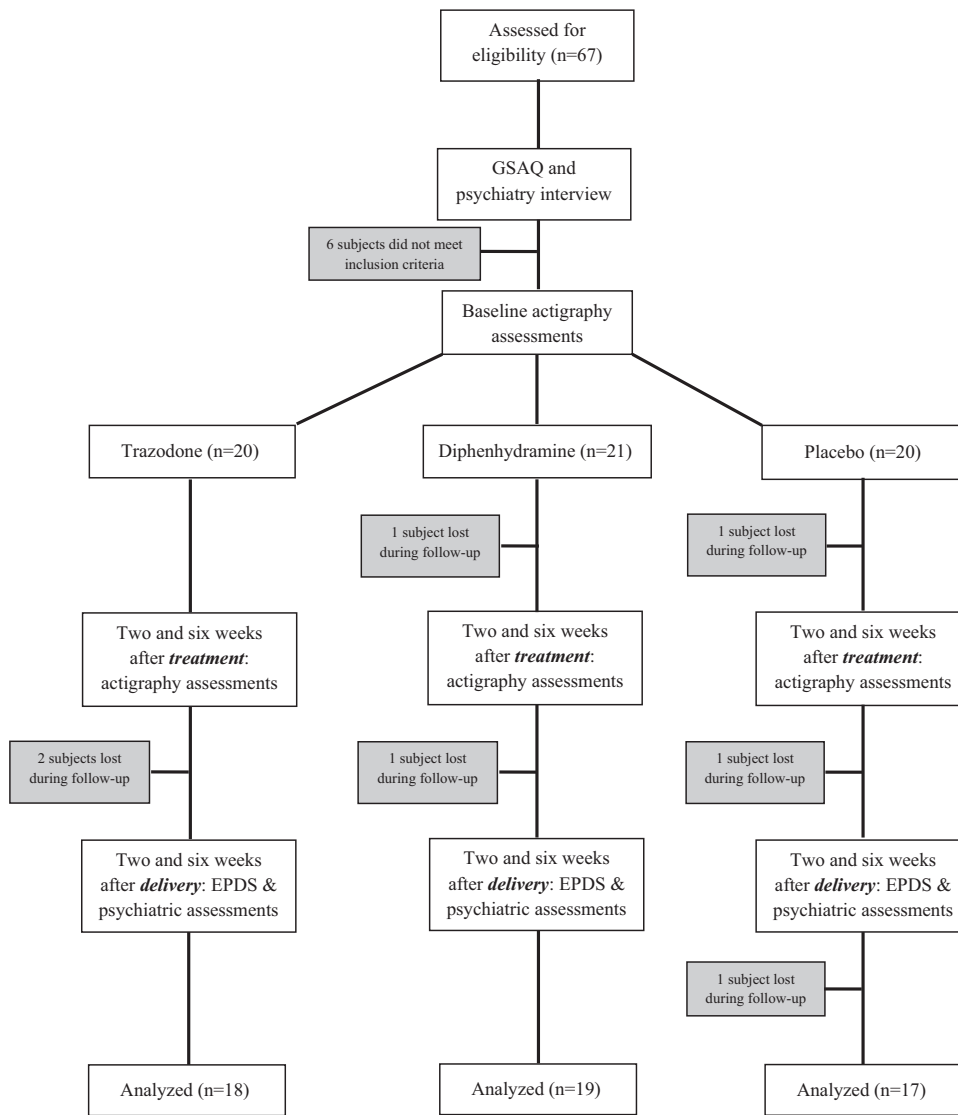 Assessed for
eligibility (n=67)
GSAQ and
psychiatry interview
6 subjects did not meet
inclusion criteria
Baseline actigraphy
assessments
Trazodone (n=20)
Diphenhydramine (n=21)
Placebo (n=20)
1 subject lost
during follow-up
1 subject lost
during follow-up
Two and six weeks
after treatment:
actigraphy assessments
Two and six weeks
after treatment:
actigraphy assessments
Two and six weeks
after treatment:
actigraphy assessments
2 subjects lost
during follow-up
1 subject lost
during follow-up
1 subject lost
during follow-up
Two and six weeks
after delivery: EPDS &
psychiatric assessments
Two and six weeks
after delivery: EPDS &
psychiatric assessments
Two and six weeks
after delivery: EPDS &
psychiatric assessments
1 subject lost
during follow-up
Analyzed (n=18)
Analyzed (n=19)
Analyzed (n=17)